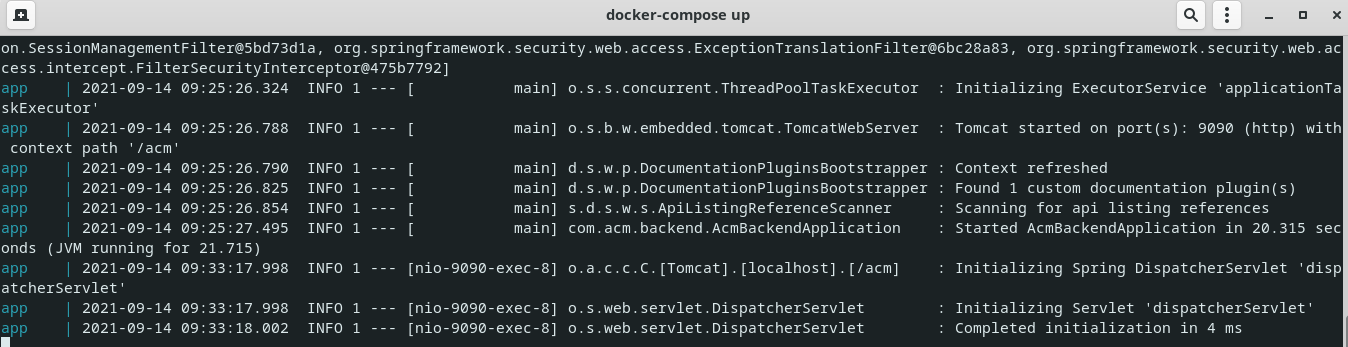 docker-compose up
on.SessionManagementFilter@5bd73d1a, org.springframework.security.web.access.ExceptionTranslationFilter@6bc28a83, org.springframework.security.web.ac
cess.intercept.FilterSecurityInterceptor@475b7792]
app    | 2021-09-14 09:25:26.324  INFO 1 --- [           main] o.s.s.concurrent.ThreadPoolTaskExecutor  : Initializing ExecutorService 'applicationTa
skExecutor'
app    | 2021-09-14 09:25:26.788  INFO 1 --- [           main] o.s.b.w.embedded.tomcat.TomcatWebServer  : Tomcat started on port(s): 9090 (http) with
 context path '/acm'
app    | 2021-09-14 09:25:26.790  INFO 1 --- [           main] d.s.w.p.DocumentationPluginsBootstrapper : Context refreshed
app    | 2021-09-14 09:25:26.825  INFO 1 --- [           main] d.s.w.p.DocumentationPluginsBootstrapper : Found 1 custom documentation plugin(s)
app    | 2021-09-14 09:25:26.854  INFO 1 --- [           main] s.d.s.w.s.ApiListingReferenceScanner     : Scanning for api listing references
app    | 2021-09-14 09:25:27.495  INFO 1 --- [           main] com.acm.backend.AcmBackendApplication    : Started AcmBackendApplication in 20.315 sec
onds (JVM running for 21.715)
app    | 2021-09-14 09:33:17.998  INFO 1 --- [nio-9090-exec-8] o.a.c.c.C.[Tomcat].[localhost].[/acm]    : Initializing Spring DispatcherServlet 'disp
atcherServlet'
app    | 2021-09-14 09:33:17.998  INFO 1 --- [nio-9090-exec-8] o.s.web.servlet.DispatcherServlet        : Initializing Servlet 'dispatcherServlet'
app    | 2021-09-14 09:33:18.002  INFO 1 --- [nio-9090-exec-8] o.s.web.servlet.DispatcherServlet        : Completed initialization in 4 ms